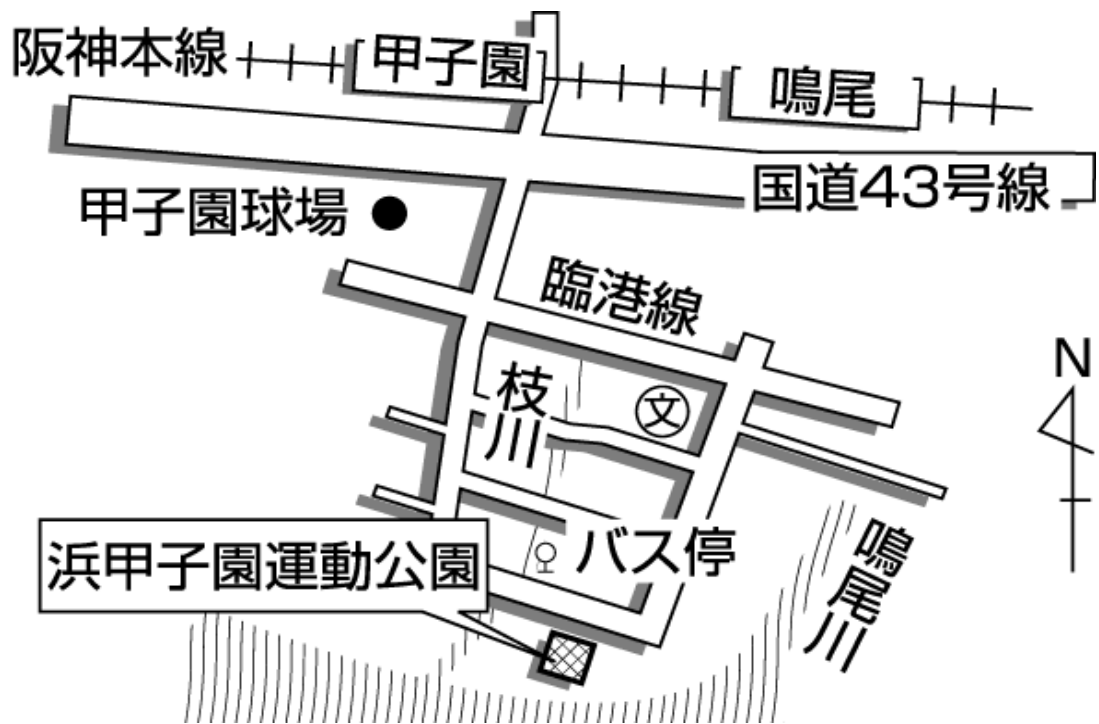 阪神本線
甲子園
鳴尾
国道43号線
甲子園球場
臨港線
N
枝川
文
バス停
鳴尾川
浜甲子園運動公園